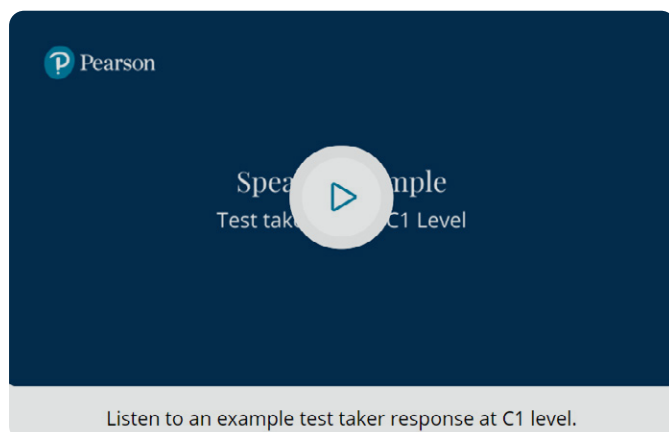 Pearson
Test C1 Level
Listen to an example test taker response at C1 level.